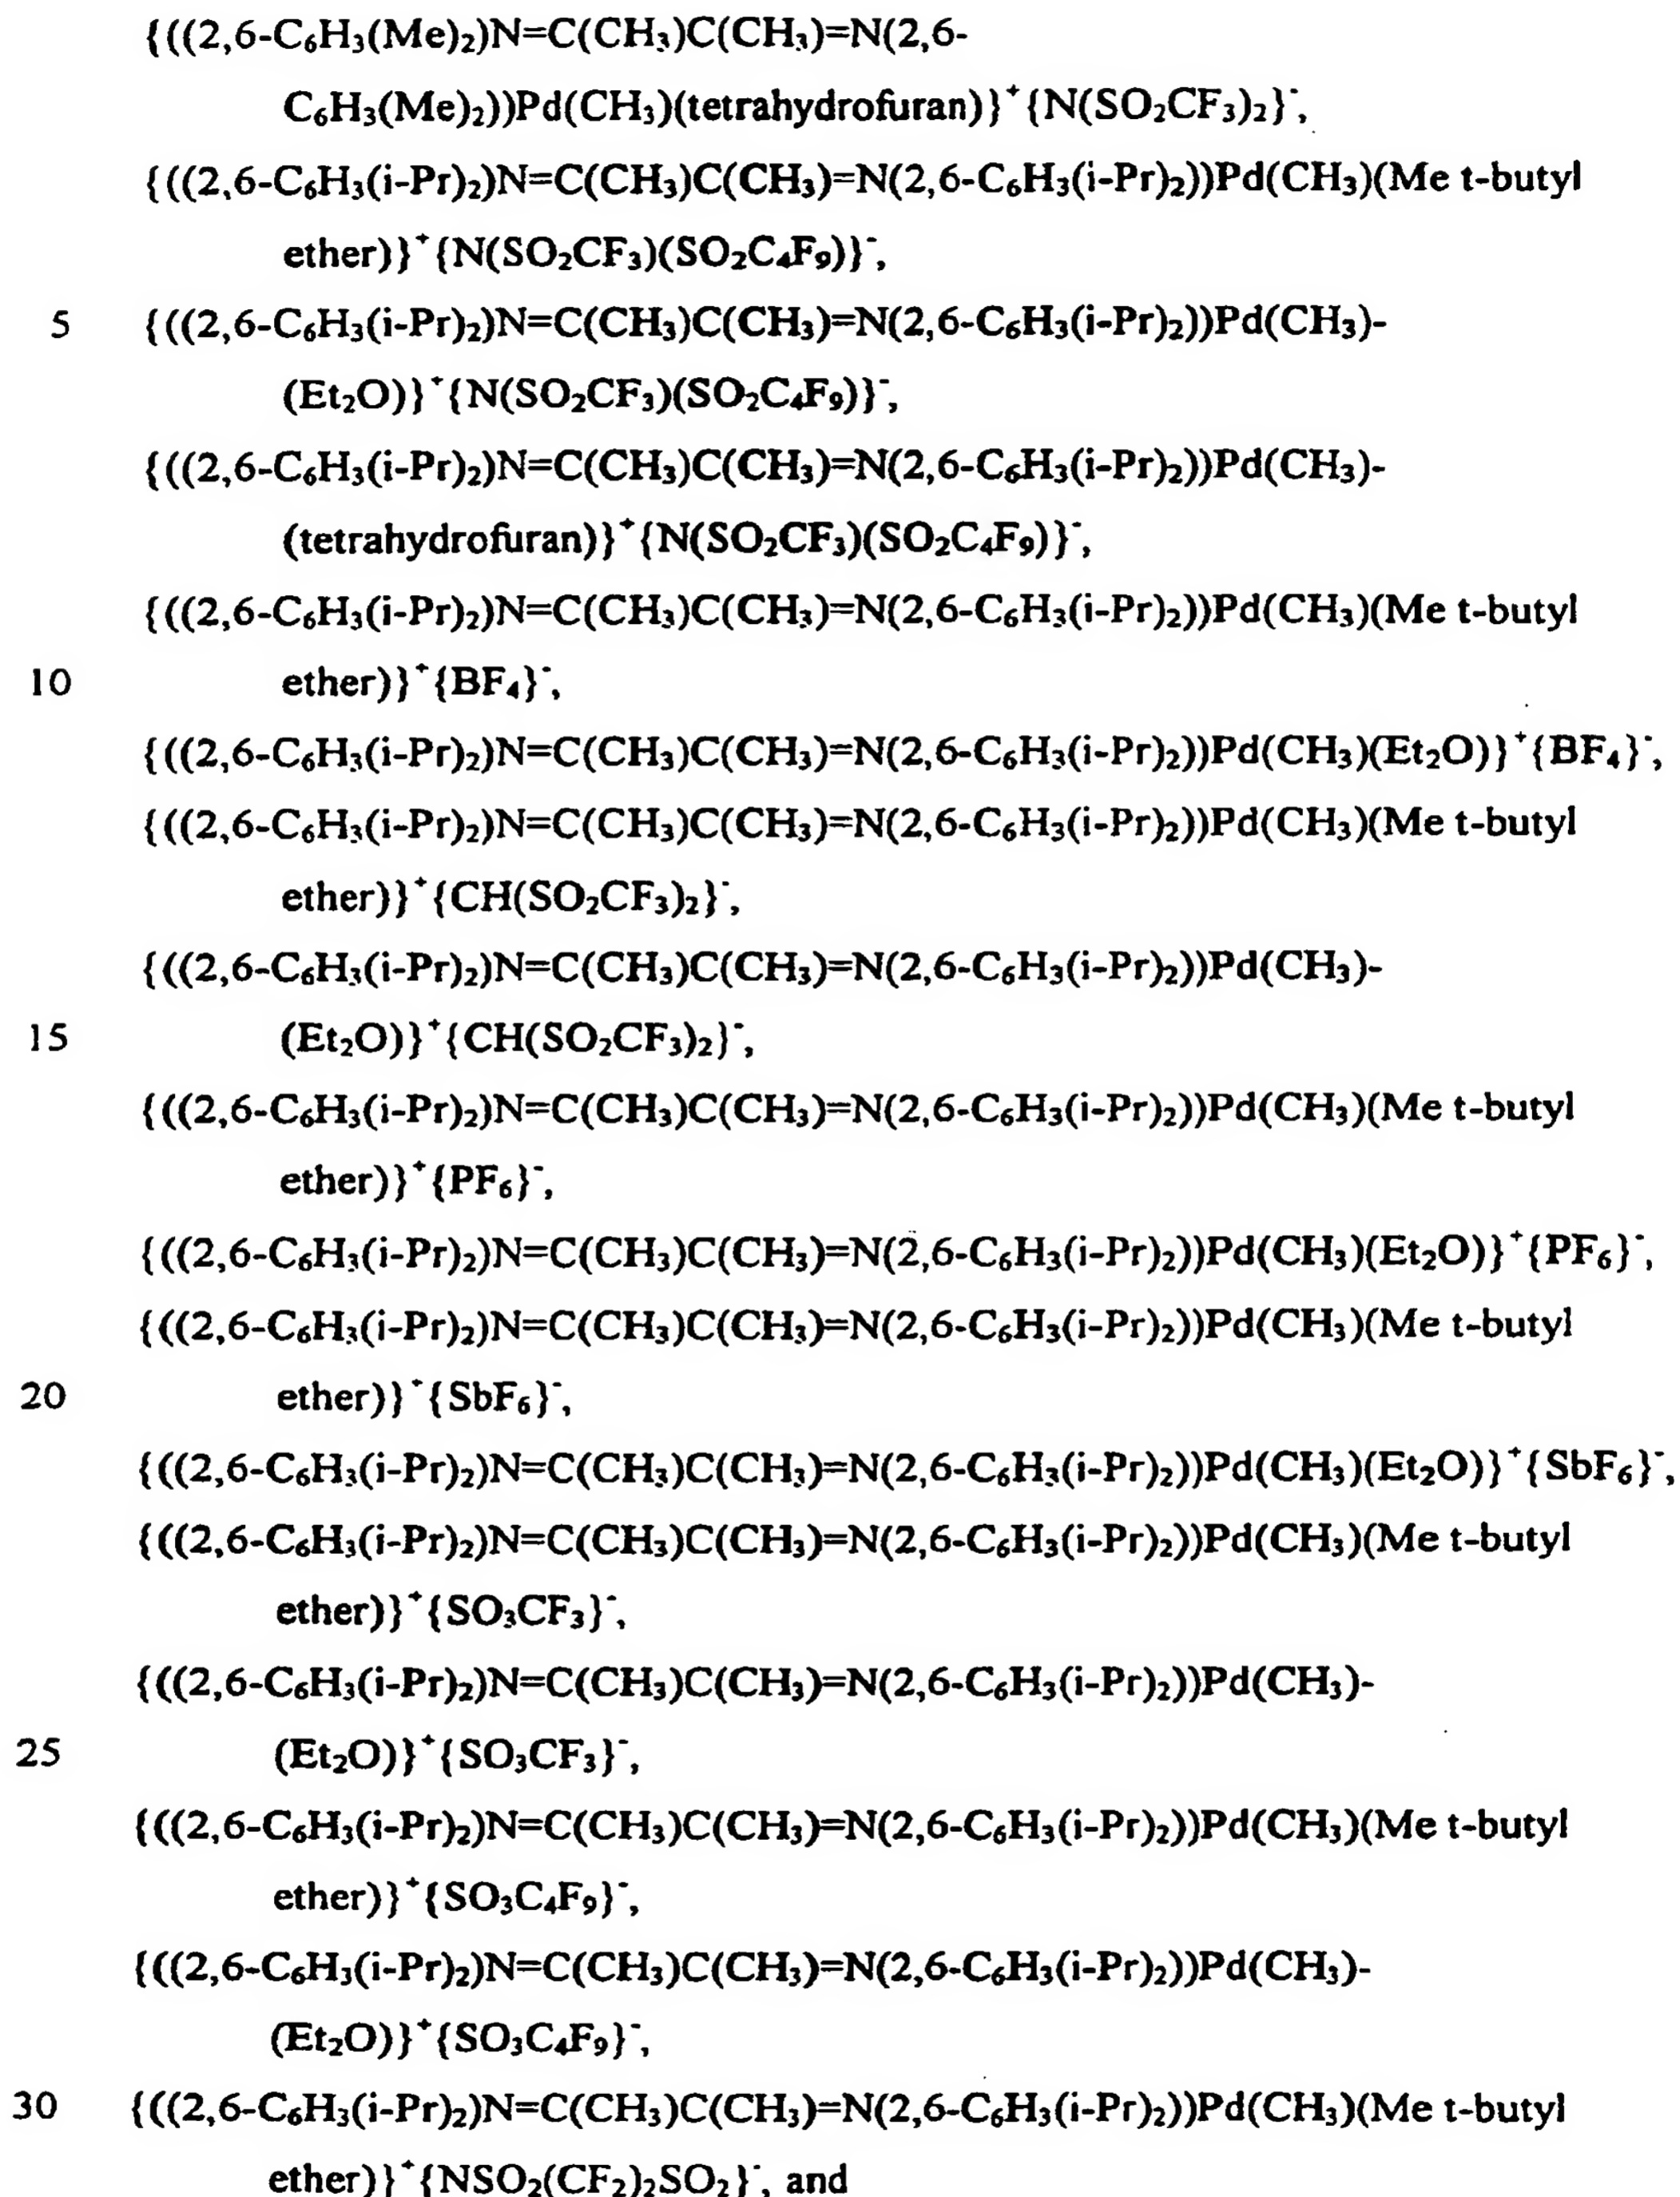 {((2,6-C₆H₃(Me)₂)N=C(CH₃)C(CH₃)=N(2,6-
C₆H₃(Me)₂))Pd(CH₃)(tetrahydrofuran)}⁺{N(SO₂CF₃)₂}⁻,
{((2,6-C₆H₃(i-Pr)₂)N=C(CH₃)C(CH₃)=N(2,6-C₆H₃(i-Pr)₂))Pd(CH₃)(Me t-butyl
ether)}⁺{N(SO₂CF₃)(SO₂C₄F₉)}⁻,
5 {((2,6-C₆H₃(i-Pr)₂)N=C(CH₃)C(CH₃)=N(2,6-C₆H₃(i-Pr)₂))Pd(CH₃)-
(Et₂O)}⁺{N(SO₂CF₃)(SO₂C₄F₉)}⁻,
{((2,6-C₆H₃(i-Pr)₂)N=C(CH₃)C(CH₃)=N(2,6-C₆H₃(i-Pr)₂))Pd(CH₃)-
(tetrahydrofuran)}⁺{N(SO₂CF₃)(SO₂C₄F₉)}⁻,
{((2,6-C₆H₃(i-Pr)₂)N=C(CH₃)C(CH₃)=N(2,6-C₆H₃(i-Pr)₂))Pd(CH₃)(Me t-butyl
10 ether)}⁺{BF₄}⁻,
{((2,6-C₆H₃(i-Pr)₂)N=C(CH₃)C(CH₃)=N(2,6-C₆H₃(i-Pr)₂))Pd(CH₃)(Et₂O)}⁺{BF₄}⁻,
{((2,6-C₆H₃(i-Pr)₂)N=C(CH₃)C(CH₃)=N(2,6-C₆H₃(i-Pr)₂))Pd(CH₃)(Me t-butyl
ether)}⁺{CH(SO₂CF₃)₂}⁻,
{((2,6-C₆H₃(i-Pr)₂)N=C(CH₃)C(CH₃)=N(2,6-C₆H₃(i-Pr)₂))Pd(CH₃)-
15 (Et₂O)}⁺{CH(SO₂CF₃)₂}⁻,
{((2,6-C₆H₃(i-Pr)₂)N=C(CH₃)C(CH₃)=N(2,6-C₆H₃(i-Pr)₂))Pd(CH₃)(Me t-butyl
ether)}⁺{PF₆}⁻,
{((2,6-C₆H₃(i-Pr)₂)N=C(CH₃)C(CH₃)=N(2,6-C₆H₃(i-Pr)₂))Pd(CH₃)(Et₂O)}⁺{PF₆}⁻,
{((2,6-C₆H₃(i-Pr)₂)N=C(CH₃)C(CH₃)=N(2,6-C₆H₃(i-Pr)₂))Pd(CH₃)(Me t-butyl
20 ether)}⁺{SbF₆}⁻,
{((2,6-C₆H₃(i-Pr)₂)N=C(CH₃)C(CH₃)=N(2,6-C₆H₃(i-Pr)₂))Pd(CH₃)(Et₂O)}⁺{SbF₆}⁻,
{((2,6-C₆H₃(i-Pr)₂)N=C(CH₃)C(CH₃)=N(2,6-C₆H₃(i-Pr)₂))Pd(CH₃)(Me t-butyl
ether)}⁺{SO₃CF₃}⁻,
{((2,6-C₆H₃(i-Pr)₂)N=C(CH₃)C(CH₃)=N(2,6-C₆H₃(i-Pr)₂))Pd(CH₃)-
25 (Et₂O)}⁺{SO₃CF₃}⁻,
{((2,6-C₆H₃(i-Pr)₂)N=C(CH₃)C(CH₃)=N(2,6-C₆H₃(i-Pr)₂))Pd(CH₃)(Me t-butyl
ether)}⁺{SO₃C₄F₉}⁻,
{((2,6-C₆H₃(i-Pr)₂)N=C(CH₃)C(CH₃)=N(2,6-C₆H₃(i-Pr)₂))Pd(CH₃)-
(Et₂O)}⁺{SO₃C₄F₉}⁻,
30 {((2,6-C₆H₃(i-Pr)₂)N=C(CH₃)C(CH₃)=N(2,6-C₆H₃(i-Pr)₂))Pd(CH₃)(Me t-butyl
ether)}⁺{NSO₂(CF₂)₂SO₂}⁻, and